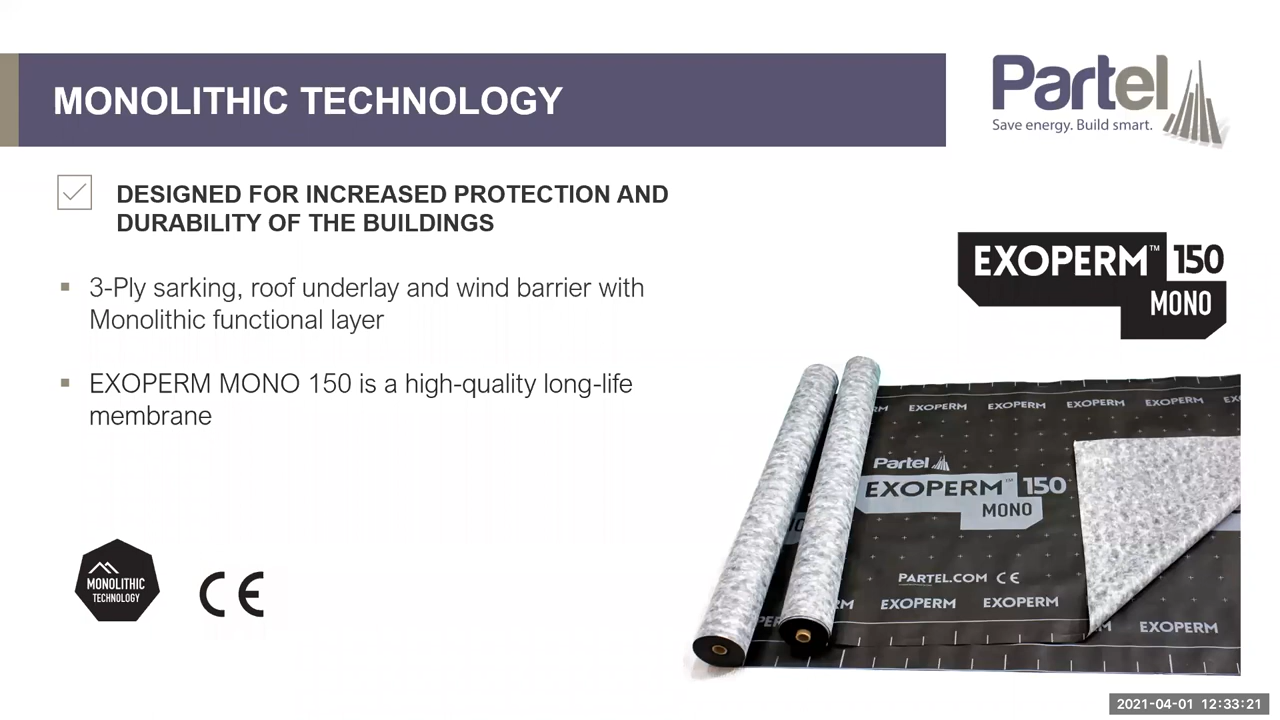 MONOLITHIC TECHNOLOGY
Partel
Save energy. Build smart.
DESIGNED FOR INCREASED PROTECTION AND
DURABILITY OF THE BUILDINGS
3-Ply sarking, roof underlay and wind barrier with
Monolithic functional layer
EXOPERM MONO 150 is a high-quality long-life
membrane
EXOPERM™ 150
MONO
EXOPERM EXOPERM EXOPERM EXOPERM
Partel
EXOPERM™ 150
MONO
PARTEL.COM CE
EXOPERM EXOPERM EXOPERM
MONOLITHIC
TECHNOLOGY
CE
2021-04-01 12:33:21